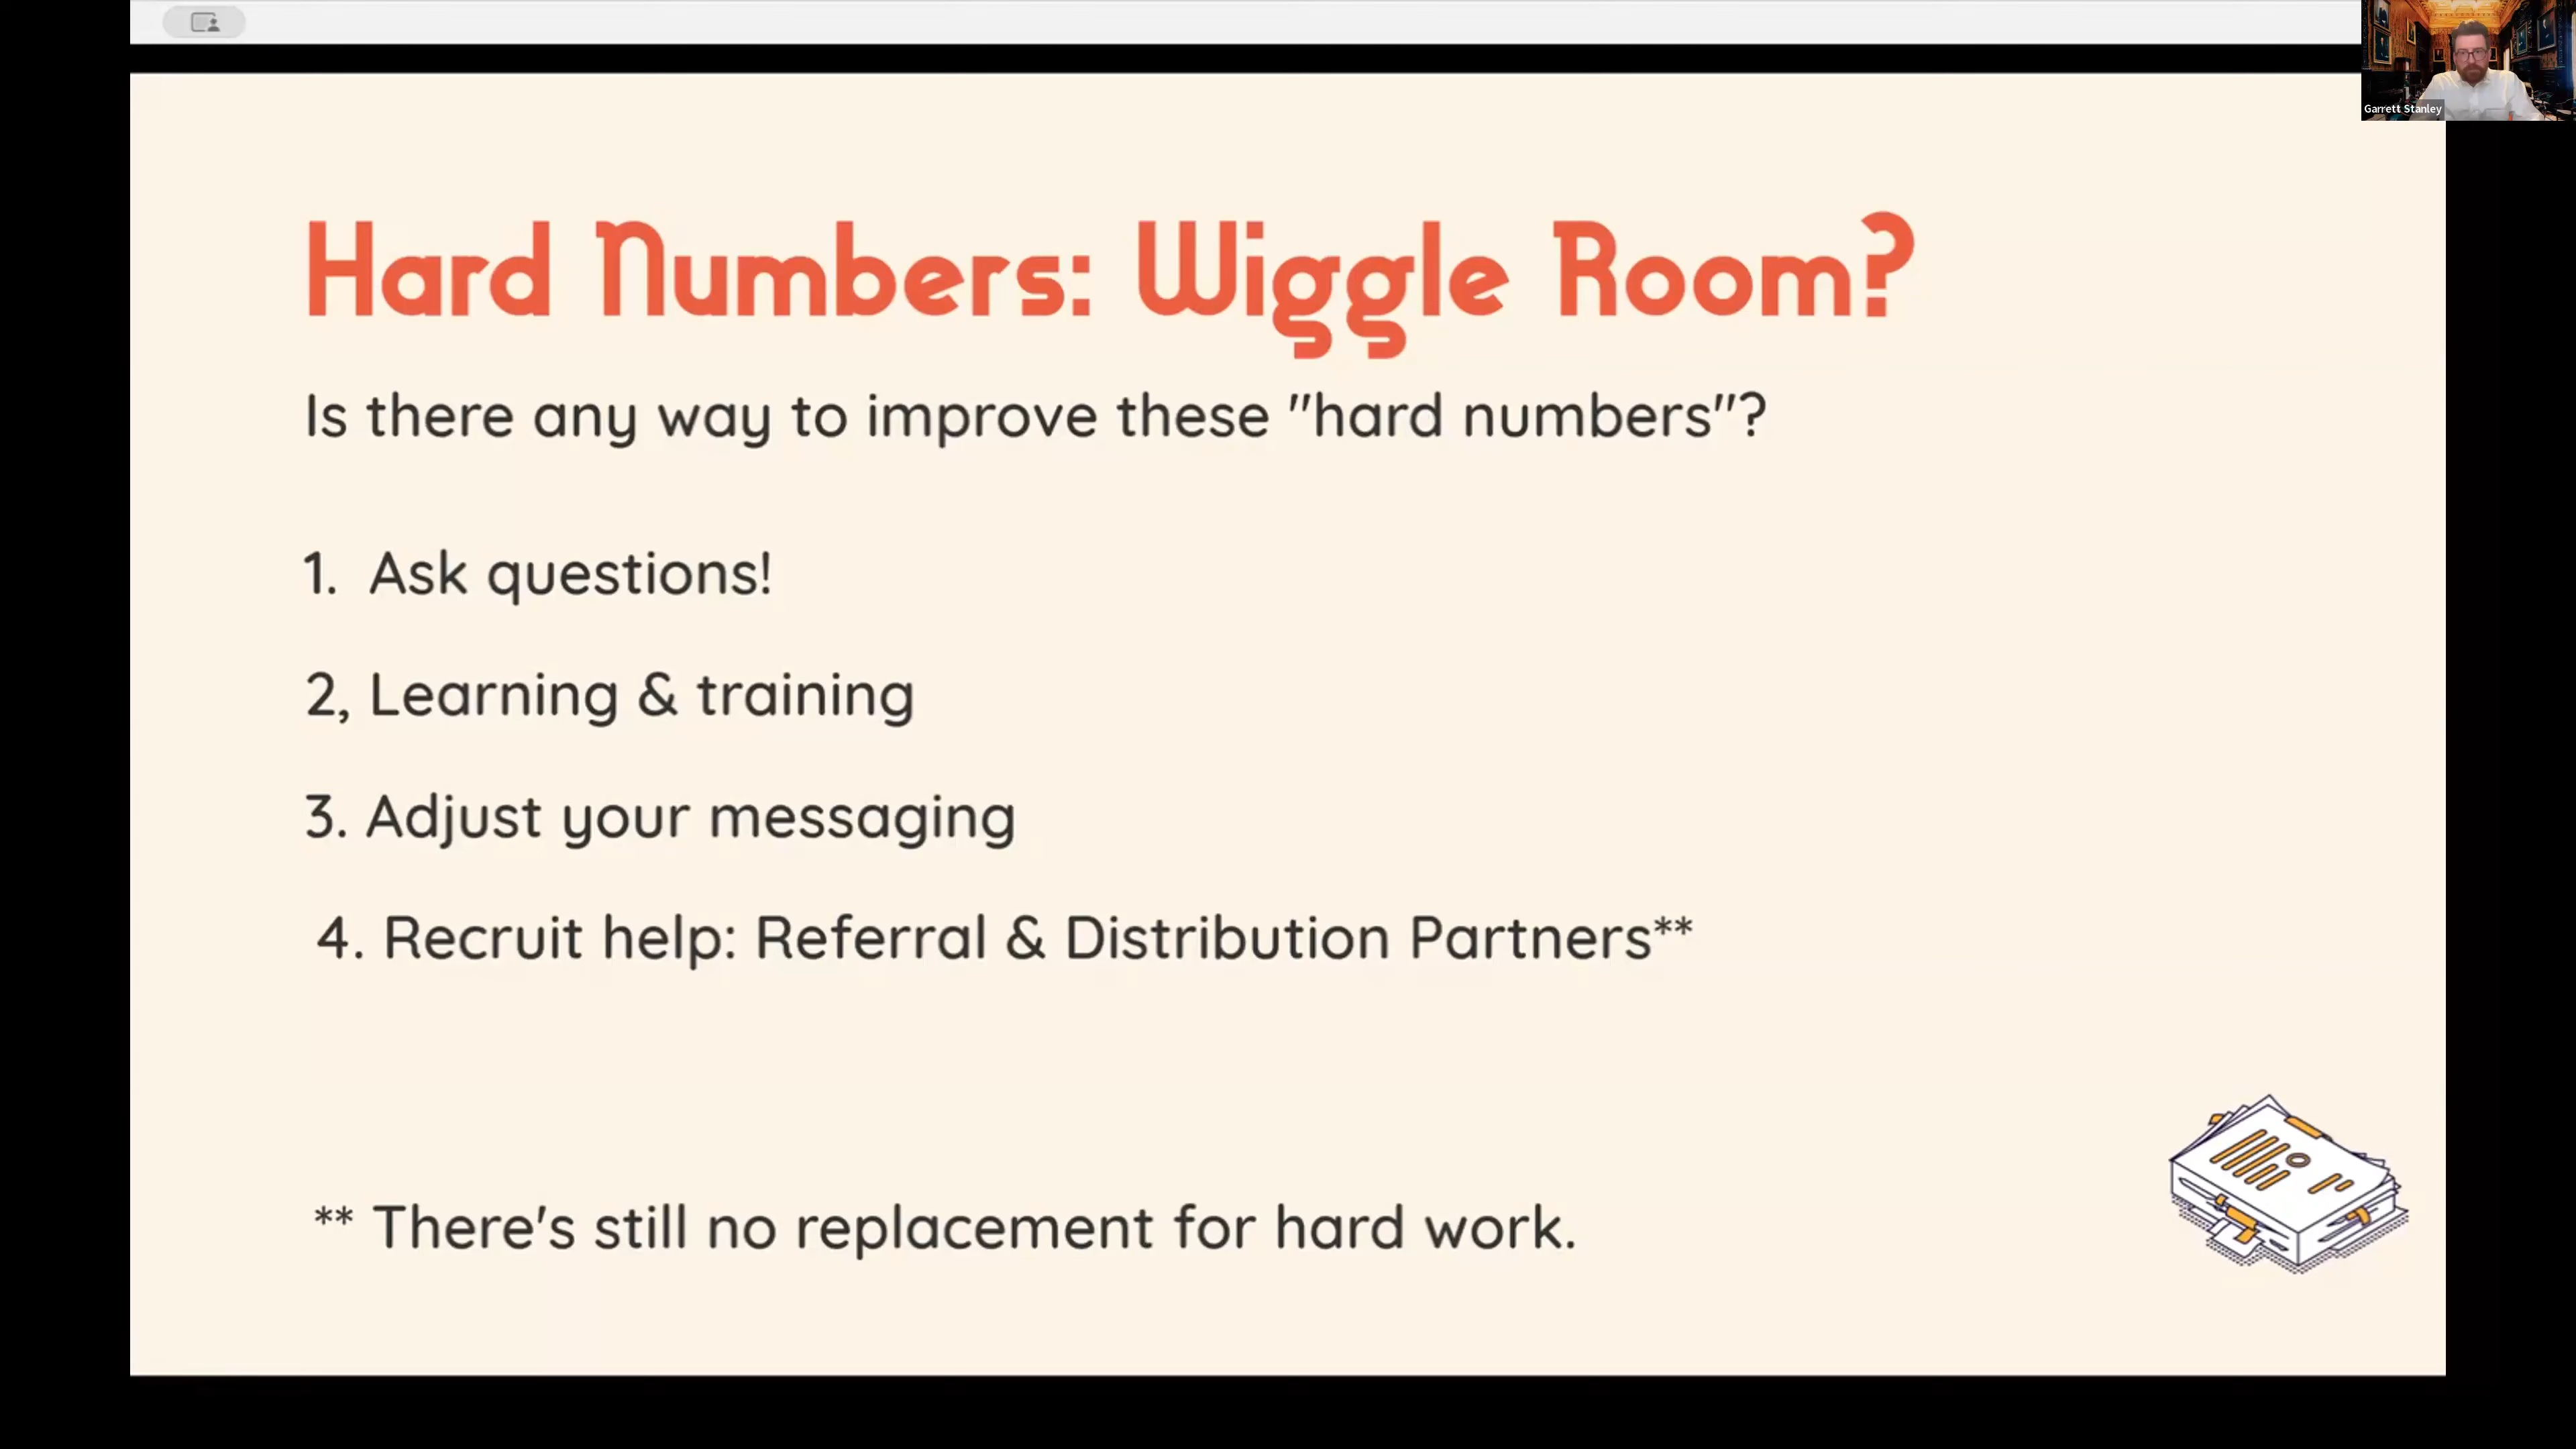 Garrett Stanley
Hard Numbers: Wiggle Room?
Is there any way to improve these "hard numbers"?
1. Ask questions!
2, Learning & training
3. Adjust your messaging
4. Recruit help: Referral & Distribution Partners**
** There's still no replacement for hard work.